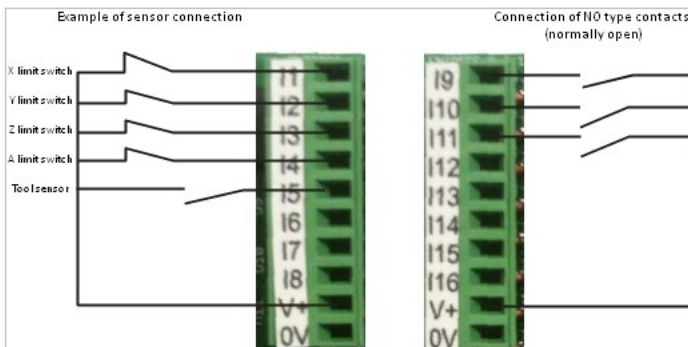 Example of sensor connection
Connection of NO type contacts
(normally open)
X limit switch
Y limit switch
Z limit switch
A limit switch
Tool sensor
I1
I2
I3
I4
I5
I6
I7
I8
V+
0V
I9
I10
I11
I12
I13
I14
I15
I16
V+
0V